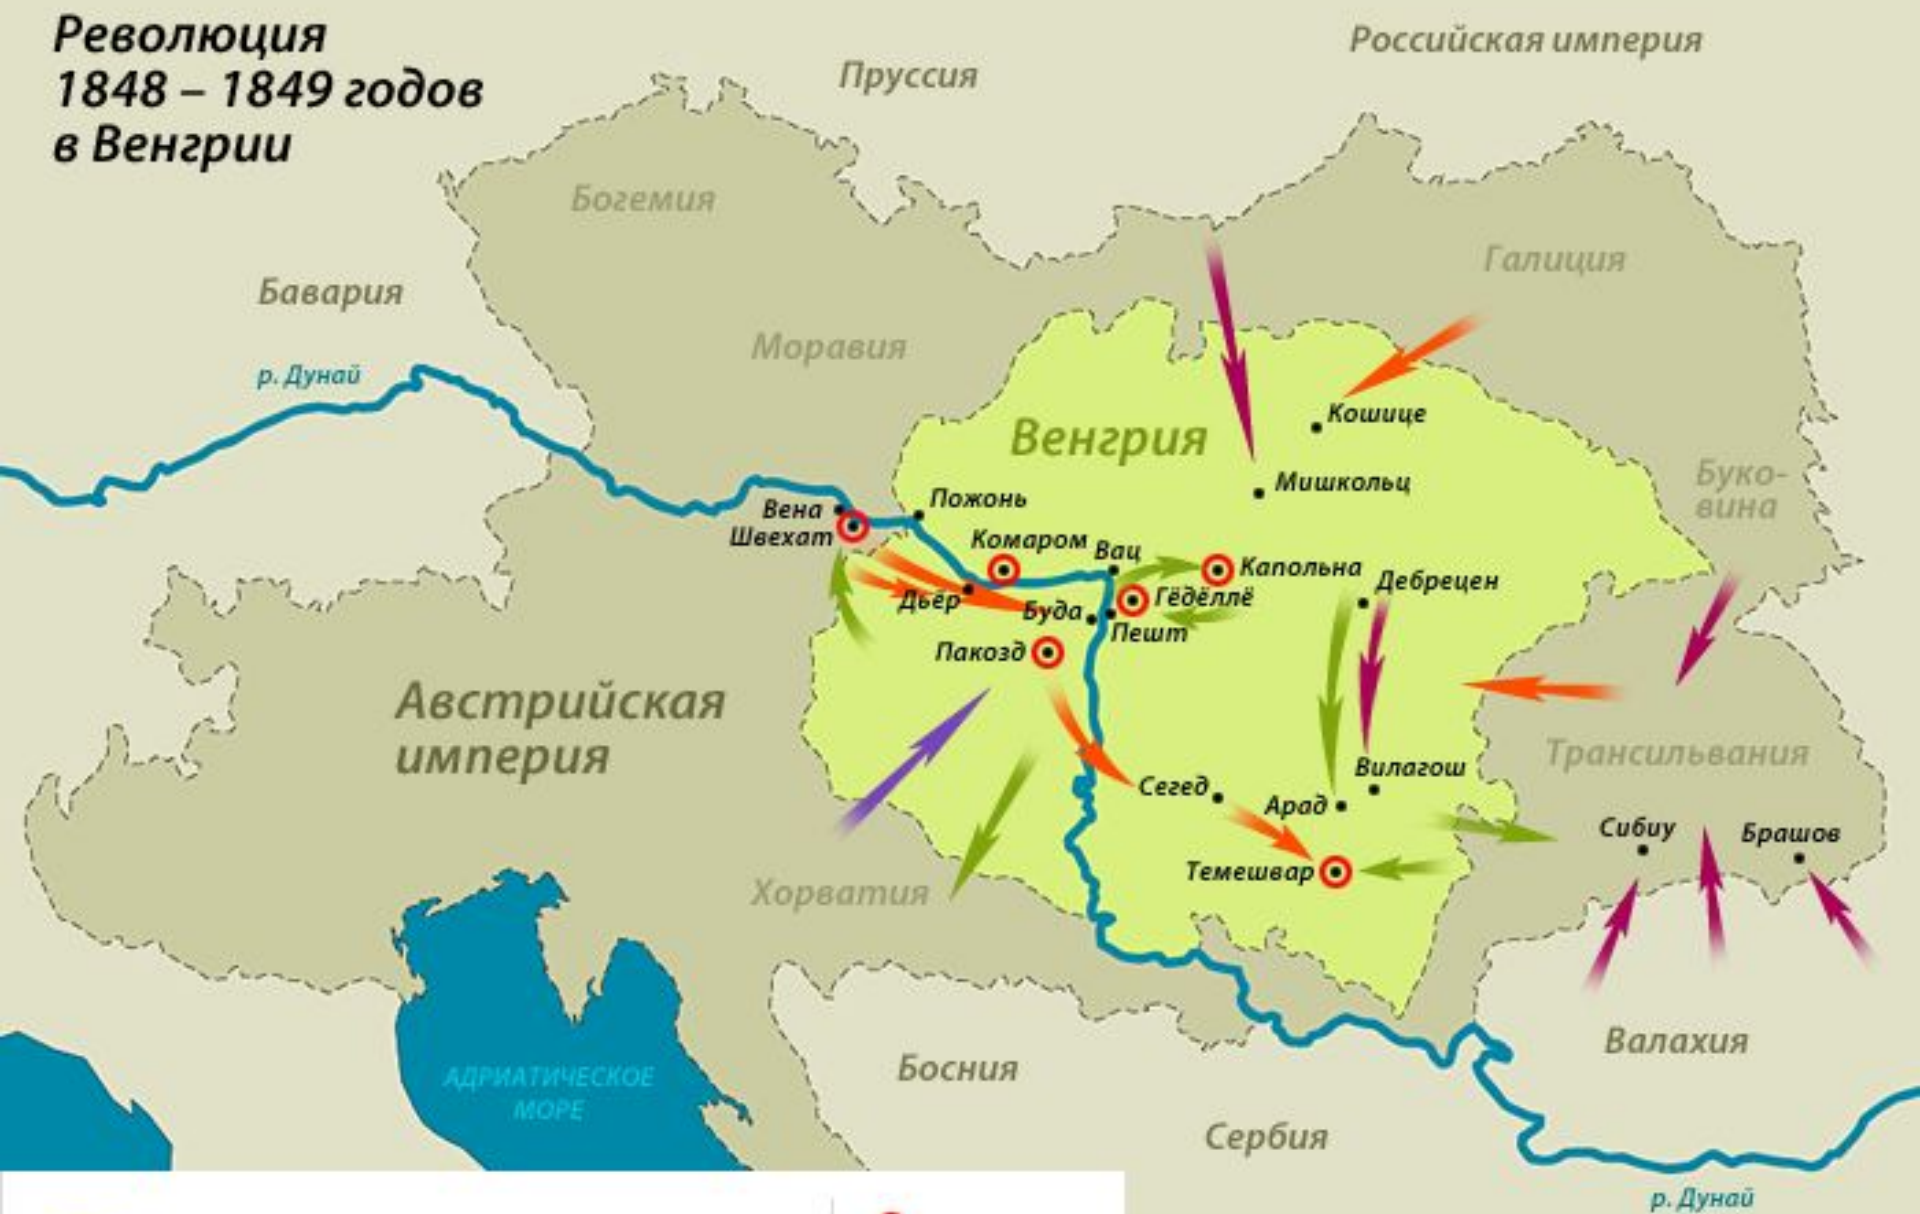 Революция
1848 – 1849 годов
в Венгрии
Пруссия
Российская империя
Богемия
Галиция
Бавария
Моравия
р. Дунай
Кошице
Венгрия
Мишкольц
Буко-
вина
Пожонь
Вена
Швехат
Комаром
Вац
Капольна
Дебрецен
Дьёр
Буда
Гёдёллё
Пешт
Пакозд
Австрийская
империя
Трансильвания
Вилагош
Сегед
Арад
Сибиу
Брашов
Темешвар
Хорватия
Валахия
Босния
АДРИАТИЧЕСКОЕ
МОРЕ
Сербия
р. Дунай